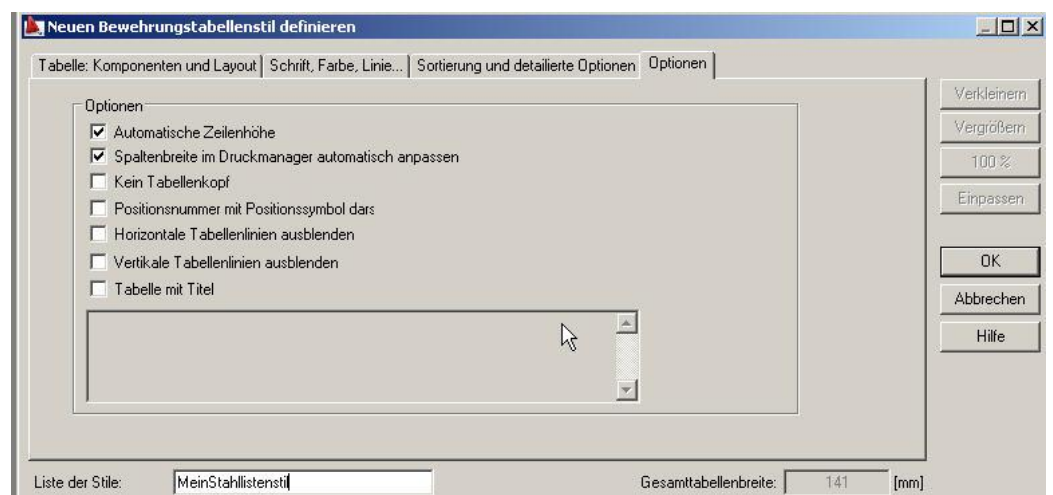 Neuen Bewehrungstabellenstil definieren
Tabelle: Komponenten und Layout Schrift, Farbe, Linie... Sortierung und detailierte Optionen Optionen
Optionen
Automatische Zeilenhöhe
Spaltenbreite im Druckmanager automatisch anpassen
Kein Tabellenkopf
Positionsnummer mit Positionssymbol dars
Horizontale Tabellenlinien ausblenden
Vertikale Tabellenlinien ausblenden
Tabelle mit Titel
Verkleinern
Vergrößern
100 %
Einpassen
OK
Abbrechen
Hilfe
Liste der Stile: MeinStahllistenstil Gesamttabellenbreite: 141 [mm]